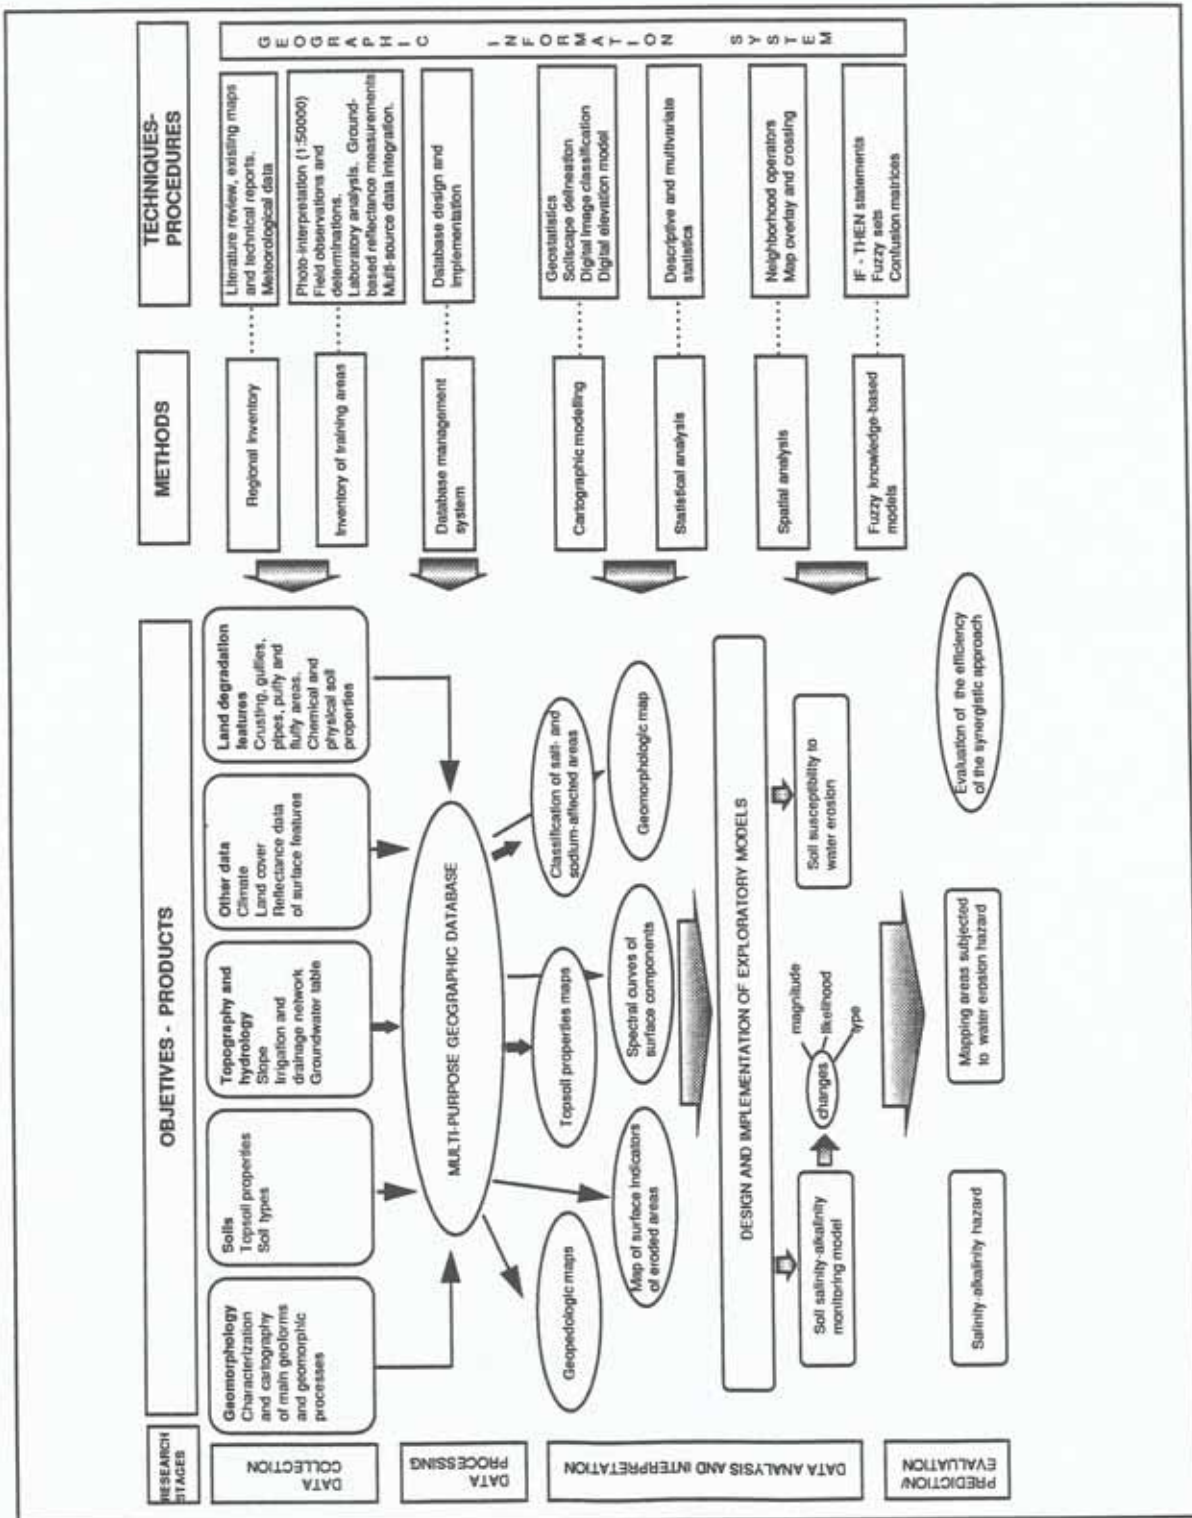 RESEARCH
STAGES
OBJETIVES - PRODUCTS
METHODS
TECHNIQUES-
PROCEDURES
DATA
COLLECTION
Geomorphology
Characterization
and cartography
of main geoforms
and geomorphic
processes
Soils
Topsoil properties
Soil types
Topography and
hydrology
Slope
Irrigation and
drainage network
Groundwater table
Other data
Climate
Land cover
Reflectance data
of surface features
Land degradation
features
Crusting, gullies,
pipes, puffy and
fluffy areas.
Chemical and
physical soil
properties
Regional Inventory
Literature review, existing maps
and technical reports.
Meteorological data
Inventory of training areas
Photo-interpretation (1:50000)
Field observations and
determinations.
Laboratory analysis. Ground-
based reflectance measurements
Multi-source data integration.
DATA
PROCESSING
MULTI-PURPOSE GEOGRAPHIC DATABASE
Database management
system
Database design and
implementation
DATA ANALYSIS AND INTERPRETATION
Geopedologic maps
Topsoil properties maps
Classification of salt- and
sodium-affected areas
Map of surface indicators
of eroded areas
Spectral curves of
surface components
Geomorphologic map
Cartographic modelling
Geostatistics
Soilscape delineation
Digital image classification
Digital elevation model
Statistical analysis
Descriptive and multivariate
statistics
DESIGN AND IMPLEMENTATION OF EXPLORATORY MODELS
Spatial analysis
Neighborhood operators
Map overlay and crossing
Soil salinity-alkalinity
monitoring model
changes
magnitude
likelihood
type
Soil susceptibility to
water erosion
Fuzzy knowledge-based
models
IF - THEN statements
Fuzzy sets
Confusion matrices
PREDICTION/
EVALUATION
Salinity-alkalinity hazard
Mapping areas subjected
to water erosion hazard
Evaluation of the efficiency
of the synergistic approach
GEOGRAPHIC INFORMATION SYSTEM